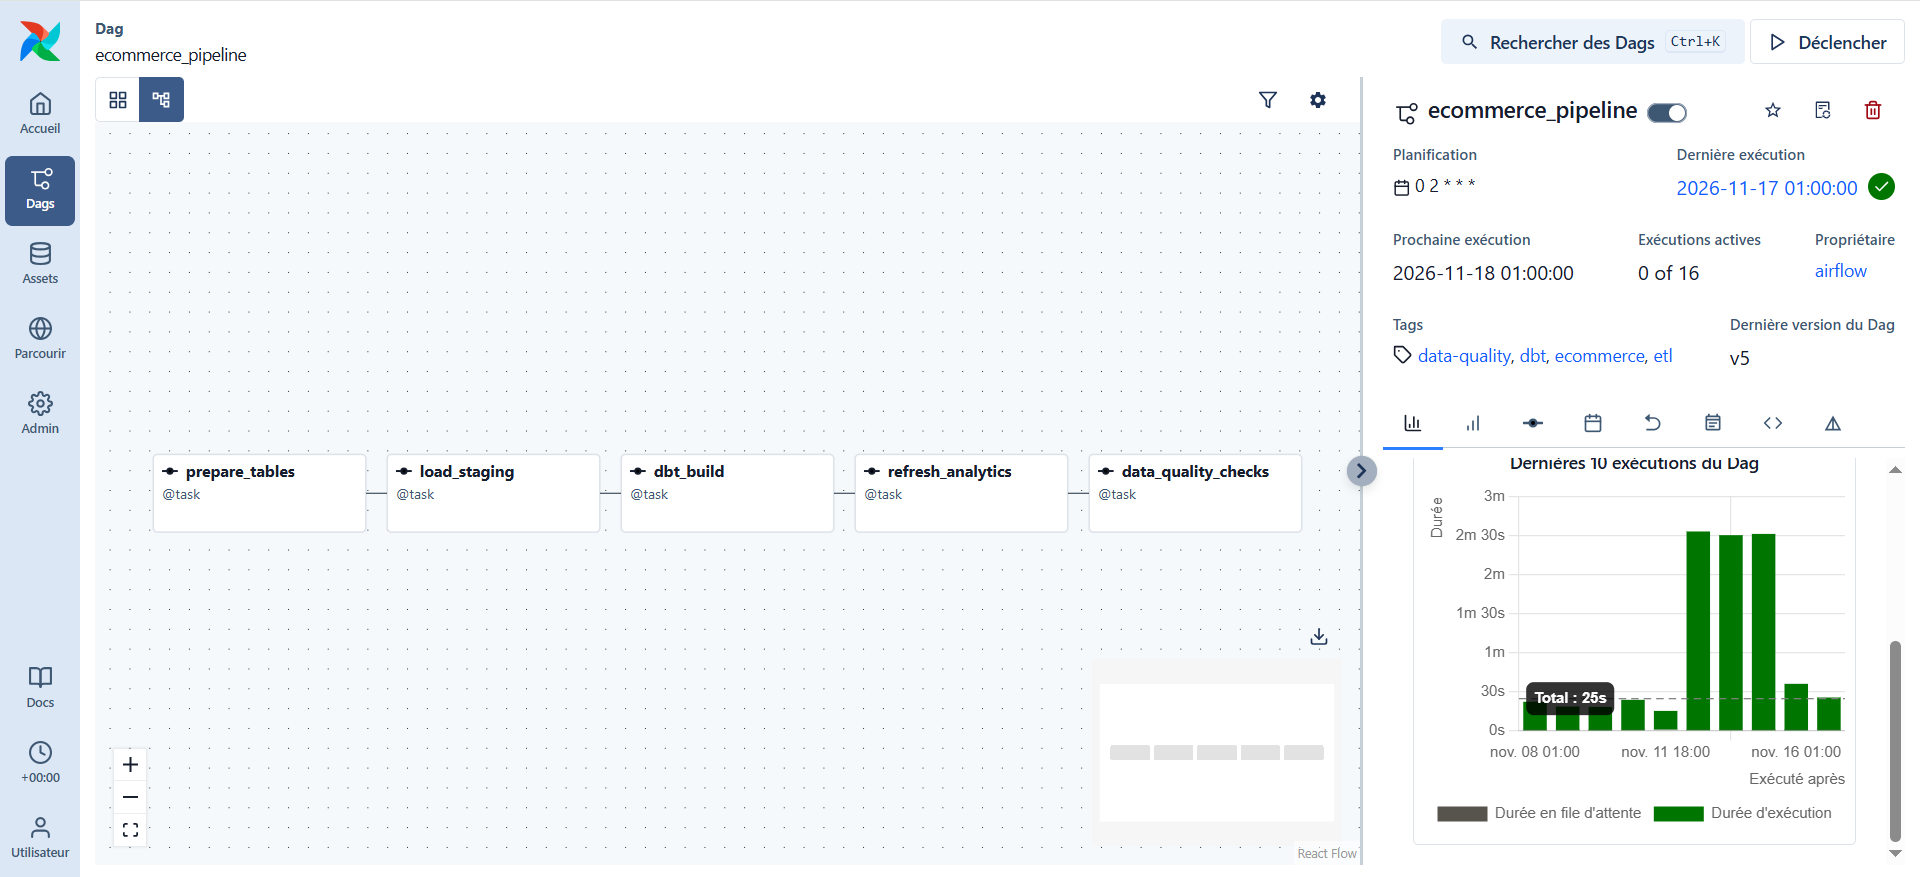 Dag
ecommerce_pipeline
Rechercher des Dags Ctrl+K
Déclencher
Accueil
Dags
Assets
Parcourir
Admin
Docs
+00:00
Utilisateur
prepare_tables
@task
load_staging
@task
dbt_build
@task
refresh_analytics
@task
data_quality_checks
@task
React Flow
ecommerce_pipeline
Planification
0 2 * * *
Dernière exécution
2026-11-17 01:00:00
Prochaine exécution
2026-11-18 01:00:00
Exécutions actives
0 of 16
Propriétaire
airflow
Tags
data-quality, dbt, ecommerce, etl
Dernière version du Dag
v5
Dernières 10 exécutions du Dag
Durée
3m
2m 30s
2m
1m 30s
1m
30s
0s
Total : 25s
nov. 08 01:00
nov. 11 18:00
nov. 16 01:00
Exécuté après
Durée en file d'attente
Durée d'exécution